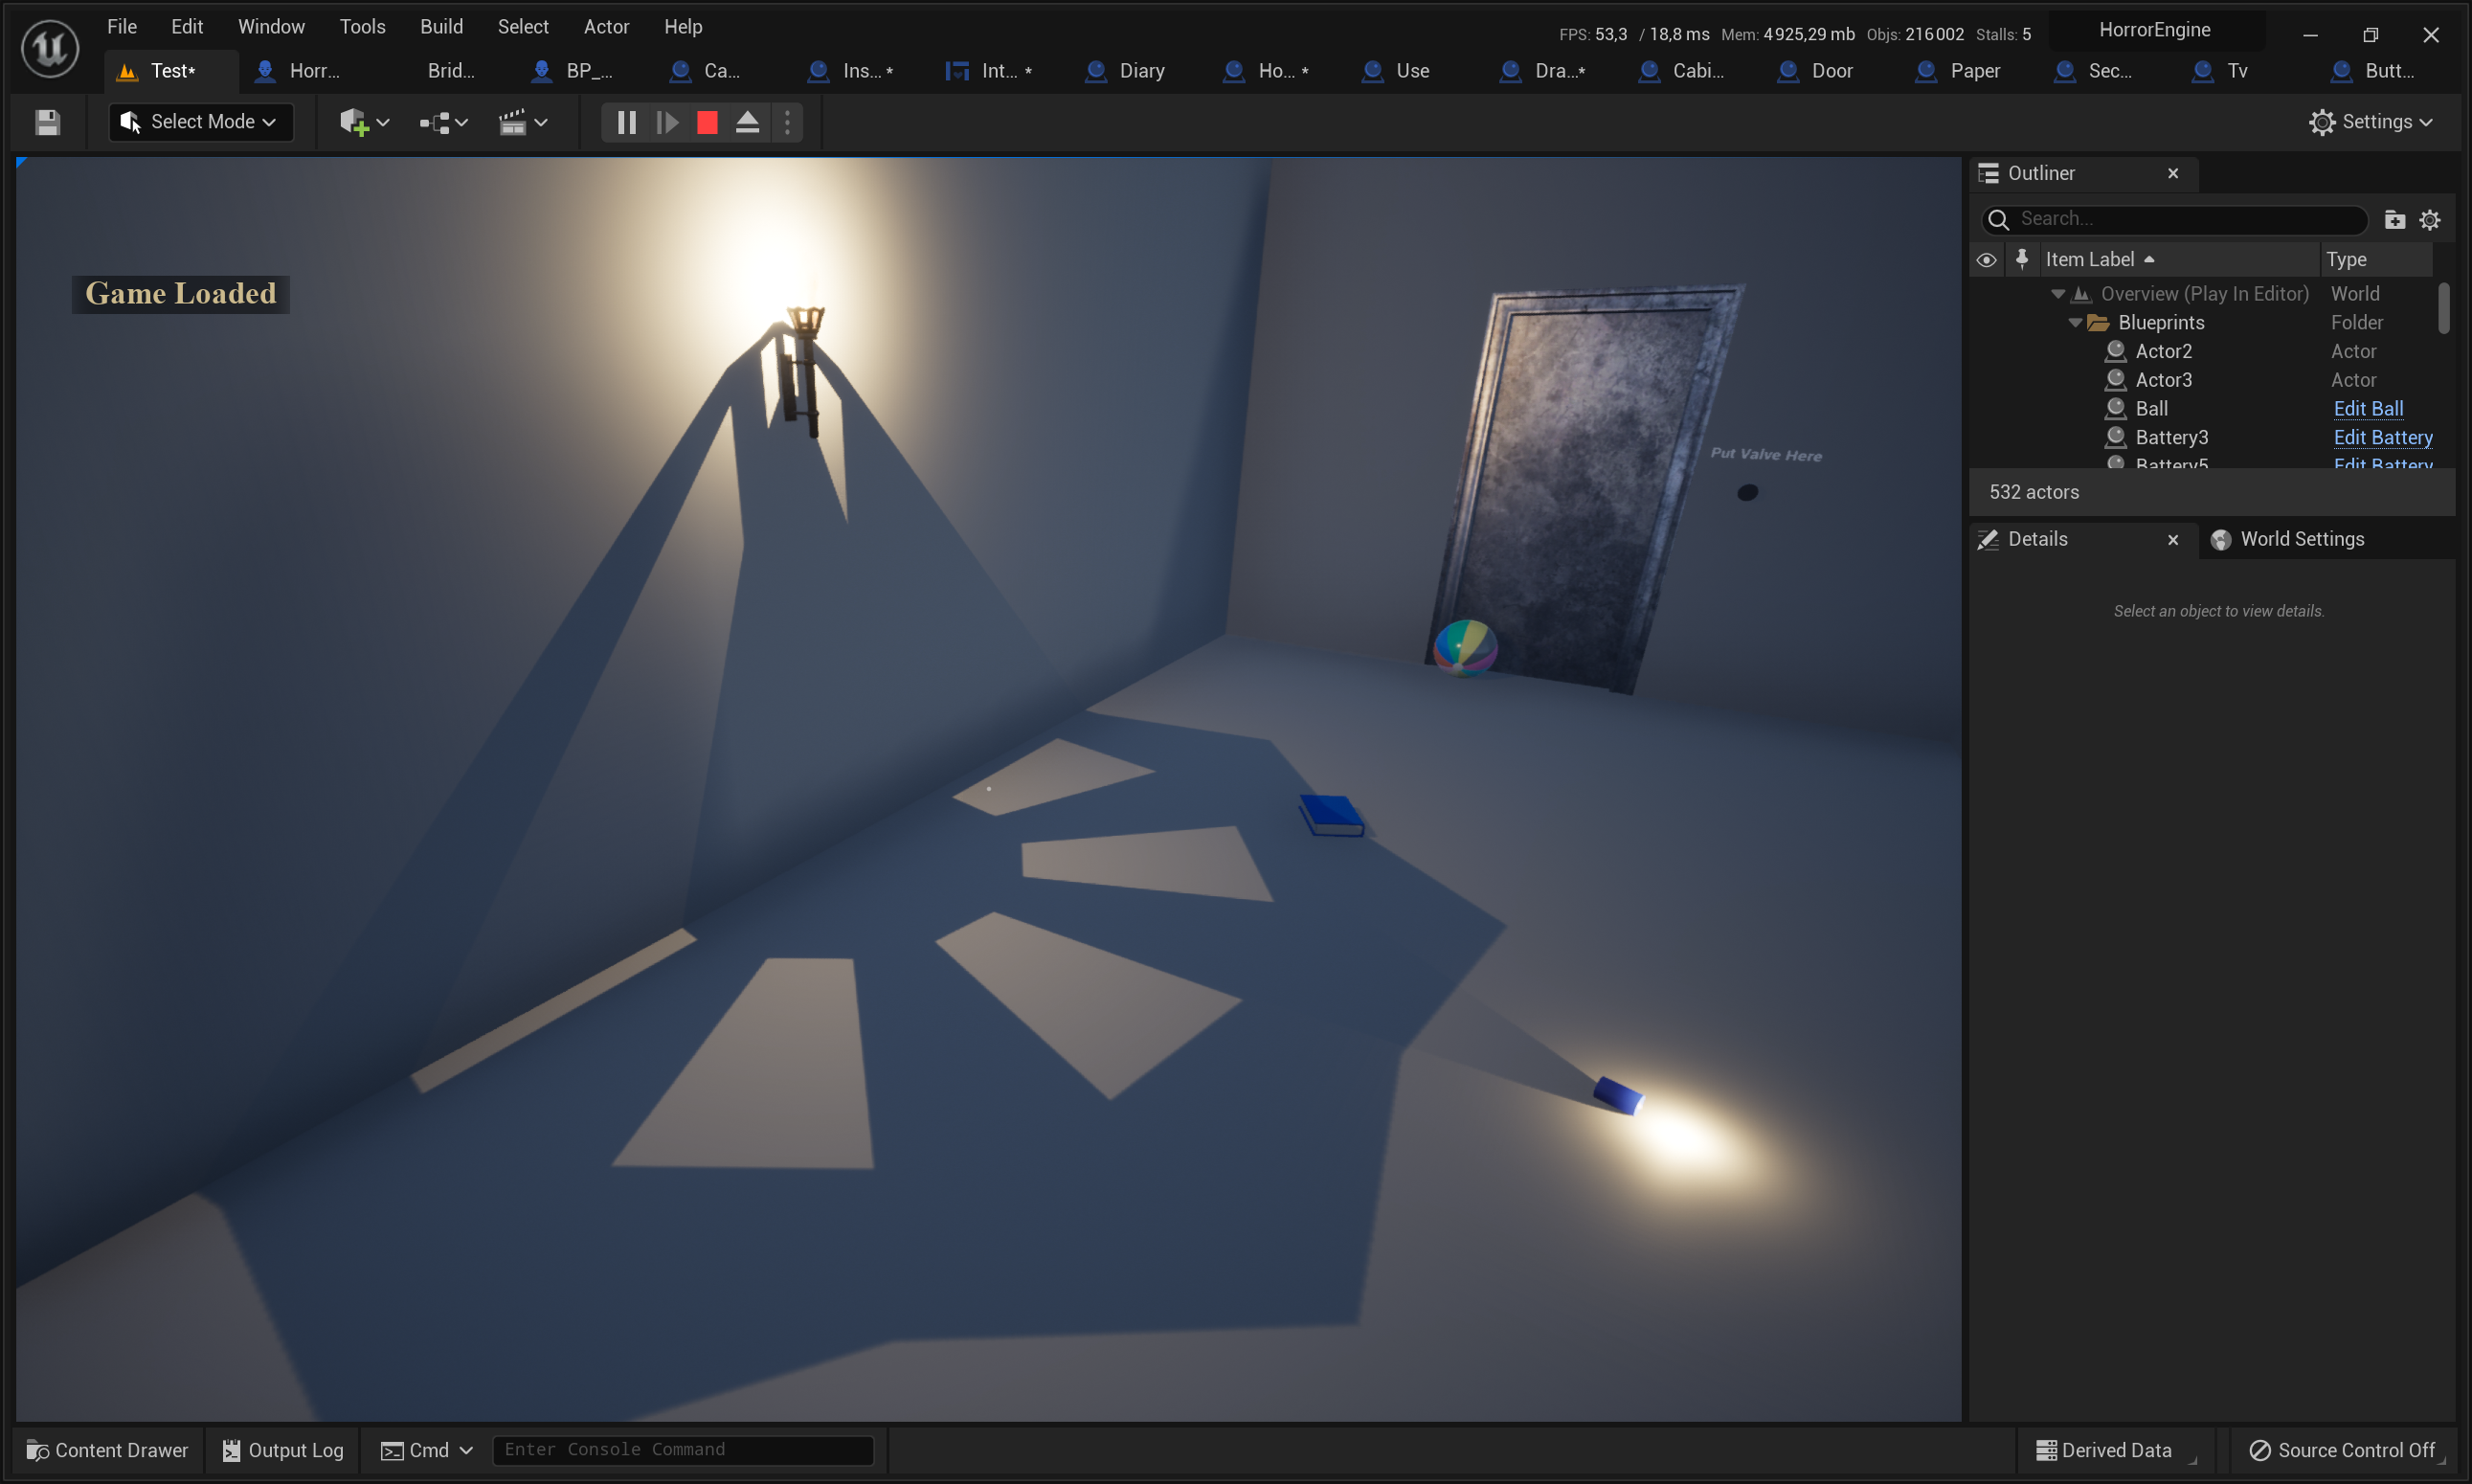 File Edit Window Tools Build Select Actor Help
FPS: 53,3 / 18,8 ms Mem: 4 925,29 mb Objs: 216 002 Stalls: 5
HorrorEngine
Test* Horr... Brid... BP_... Ca... Ins... * Int... * Diary Ho... * Use Dra...* Cabi... Door Paper Sec... Tv Butt...
Select Mode
Settings
Game Loaded
Put Valve Here
Outliner
Search...
Item Label Type
Overview (Play In Editor) World
Blueprints Folder
Actor2 Actor
Actor3 Actor
Ball Edit Ball
Battery3 Edit Battery
Battery5 Edit Battery
532 actors
Details World Settings
Select an object to view details.
Content Drawer Output Log Cmd Enter Console Command Derived Data Source Control Off